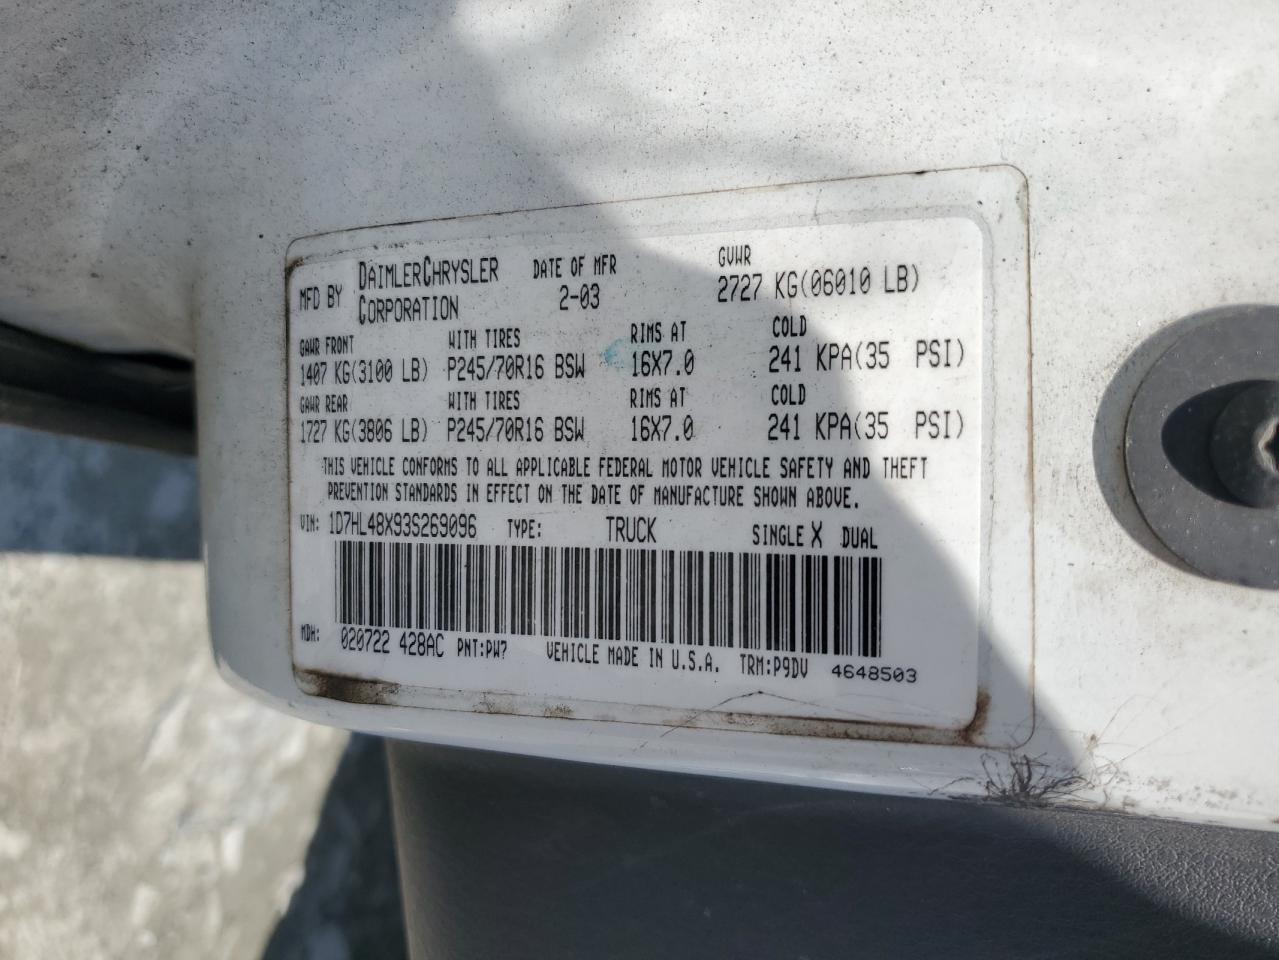 MFD BY DAIMLERCHRYSLER CORPORATION DATE OF MFR 2-03 GVWR 2727 KG(06010 LB)
GAWR FRONT WITH TIRES RIMS AT COLD
1407 KG(3100 LB) P245/70R16 BSW 16X7.0 241 KPA(35 PSI)
GAWR REAR WITH TIRES RIMS AT COLD
1727 KG(3806 LB) P245/70R16 BSW 16X7.0 241 KPA(35 PSI)
THIS VEHICLE CONFORMS TO ALL APPLICABLE FEDERAL MOTOR VEHICLE SAFETY AND THEFT
PREVENTION STANDARDS IN EFFECT ON THE DATE OF MANUFACTURE SHOWN ABOVE.
VIN: 1D7HL48X93S269096 TYPE: TRUCK SINGLE X DUAL
MDH: 020722 428AC PNT:PW7 VEHICLE MADE IN U.S.A. TRM:P9DV 4648503